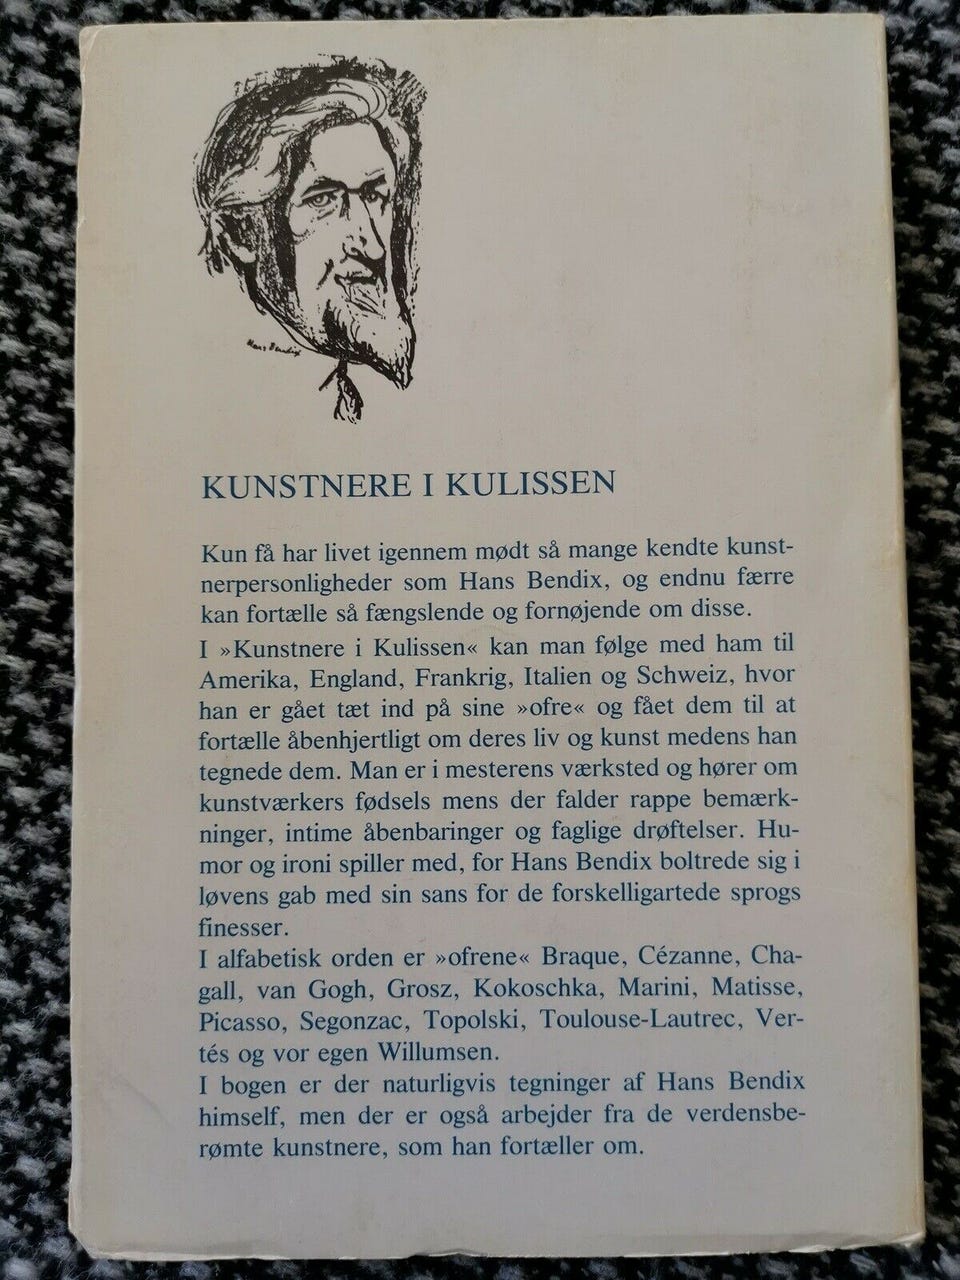 Hans Bendix
KUNSTNERE I KULISSEN
Kun få har livet igennem mødt så mange kendte kunst-
nerpersonligheder som Hans Bendix, og endnu færre
kan fortælle så fængslende og fornøjende om disse.
I »Kunstnere i Kulissen« kan man følge med ham til
Amerika, England, Frankrig, Italien og Schweiz, hvor
han er gået tæt ind på sine »ofre« og fået dem til at
fortælle åbenhjertligt om deres liv og kunst medens han
tegnede dem. Man er i mesterens værksted og hører om
kunstværkers fødsels mens der falder rappe bemærk-
ninger, intime åbenbaringer og faglige drøftelser. Hu-
mor og ironi spiller med, for Hans Bendix boltrede sig i
løvens gab med sin sans for de forskelligartede sprogs
finesser.
I alfabetisk orden er »ofrene« Braque, Cézanne, Cha-
gall, van Gogh, Grosz, Kokoschka, Marini, Matisse,
Picasso, Segonzac, Topolski, Toulouse-Lautrec, Ver-
tés og vor egen Willumsen.
I bogen er der naturligvis tegninger af Hans Bendix
himself, men der er også arbejder fra de verdensbe-
rømte kunstnere, som han fortæller om.